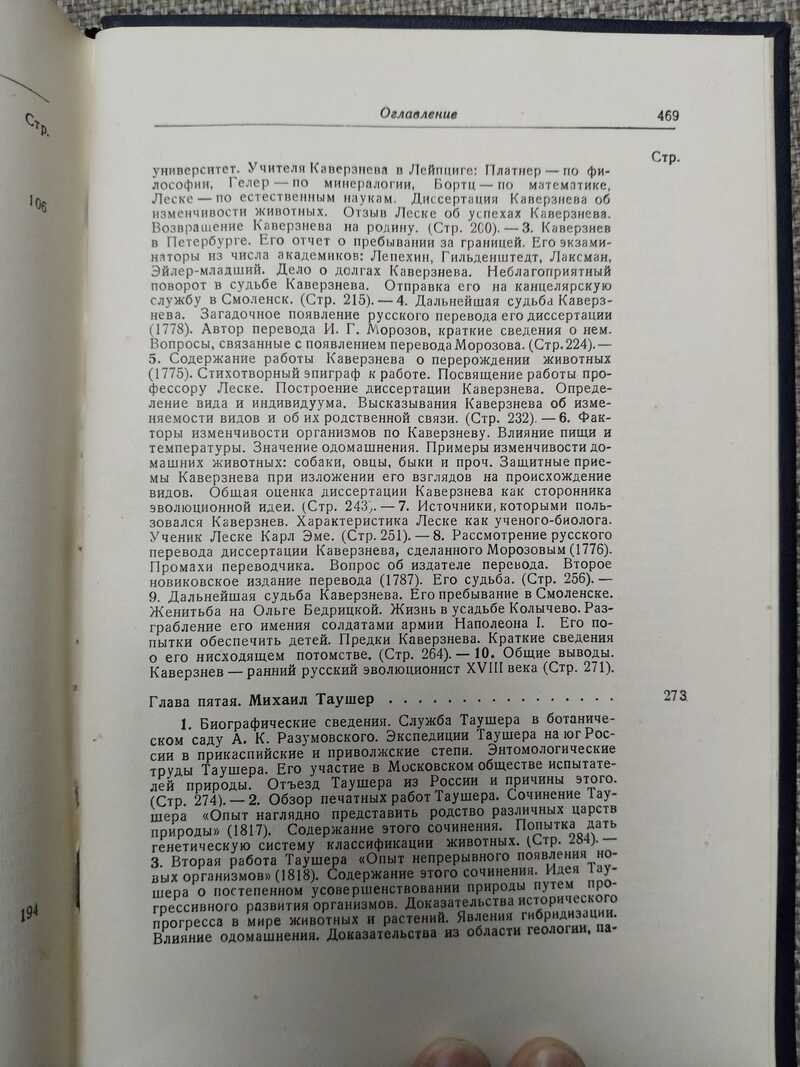 Оглавление 469
Стр.
Стр.
106
194
университет. Учителя Каверзнева в Лейпциге: Платнер — по фи-
лософии, Гелер — по минералогии, Бортц — по математике,
Леске — по естественным наукам. Диссертация Каверзнева об
изменчивости животных. Отзыв Леске об успехах Каверзнева.
Возвращение Каверзнева на родину. (Стр. 200). — 3. Каверзнев
в Петербурге. Его отчет о пребывании за границей. Его экзами-
наторы из числа академиков: Лепехин, Гильденштедт, Лаксман,
Эйлер-младший. Дело о долгах Каверзнева. Неблагоприятный
поворот в судьбе Каверзнева. Отправка его на канцелярскую
службу в Смоленск. (Стр. 215). — 4. Дальнейшая судьба Каверз-
нева. Загадочное появление русского перевода его диссертации
(1778). Автор перевода И. Г. Морозов, краткие сведения о нем.
Вопросы, связанные с появлением перевода Морозова. (Стр. 224). —
5. Содержание работы Каверзнева о перерождении животных
(1775). Стихотворный эпиграф к работе. Посвящение работы про-
фессору Леске. Построение диссертации Каверзнева. Опреде-
ление вида и индивидуума. Высказывания Каверзнева об изме-
няемости видов и об их родственной связи. (Стр. 232). — 6. Фак-
торы изменчивости организмов по Каверзневу. Влияние пищи и
температуры. Значение одомашнения. Примеры изменчивости до-
машних животных: собаки, овцы, быки и проч. Защитные прие-
мы Каверзнева при изложении его взглядов на происхождение
видов. Общая оценка диссертации Каверзнева как сторонника
эволюционной идеи. (Стр. 243). — 7. Источники, которыми поль-
зовался Каверзнев. Характеристика Леске как ученого-биолога.
Ученик Леске Карл Эме. (Стр. 251). — 8. Рассмотрение русского
перевода диссертации Каверзнева, сделанного Морозовым (1776).
Промахи переводчика. Вопрос об издателе перевода. Второе
новиковское издание перевода (1787). Его судьба. (Стр. 256). —
9. Дальнейшая судьба Каверзнева. Его пребывание в Смоленске.
Женитьба на Ольге Бедрицкой. Жизнь в усадьбе Колычево. Раз-
грабление его имения солдатами армии Наполеона I. Его по-
пытки обеспечить детей. Предки Каверзнева. Краткие сведения
о его нисходящем потомстве. (Стр. 264). — 10. Общие выводы.
Каверзнев — ранний русский эволюционист XVIII века (Стр. 271).
Глава пятая. Михаил Таушер . . . . . . . . . . . . . . . . 273
1. Биографические сведения. Служба Таушера в ботаниче-
ском саду А. К. Разумовского. Экспедиции Таушера на юг Рос-
сии в прикаспийские и приволжские степи. Энтомологические
труды Таушера. Его участие в Московском обществе испытате-
лей природы. Отъезд Таушера из России и причины этого.
(Стр. 274). — 2. Обзор печатных работ Таушера. Сочинение Тау-
шера «Опыт наглядно представить родство различных царств
природы» (1817). Содержание этого сочинения. Попытка дать
генетическую систему классификации животных. (Стр. 284). —
3. Вторая работа Таушера «Опыт непрерывного появления но-
вых организмов» (1818). Содержание этого сочинения. Идея Тау-
шера о постепенном усовершенствовании природы путем про-
грессивного развития организмов. Доказательства исторического
прогресса в мире животных и растений. Явления гибридизации.
Влияние одомашнения. Доказательства из области геологии, па-